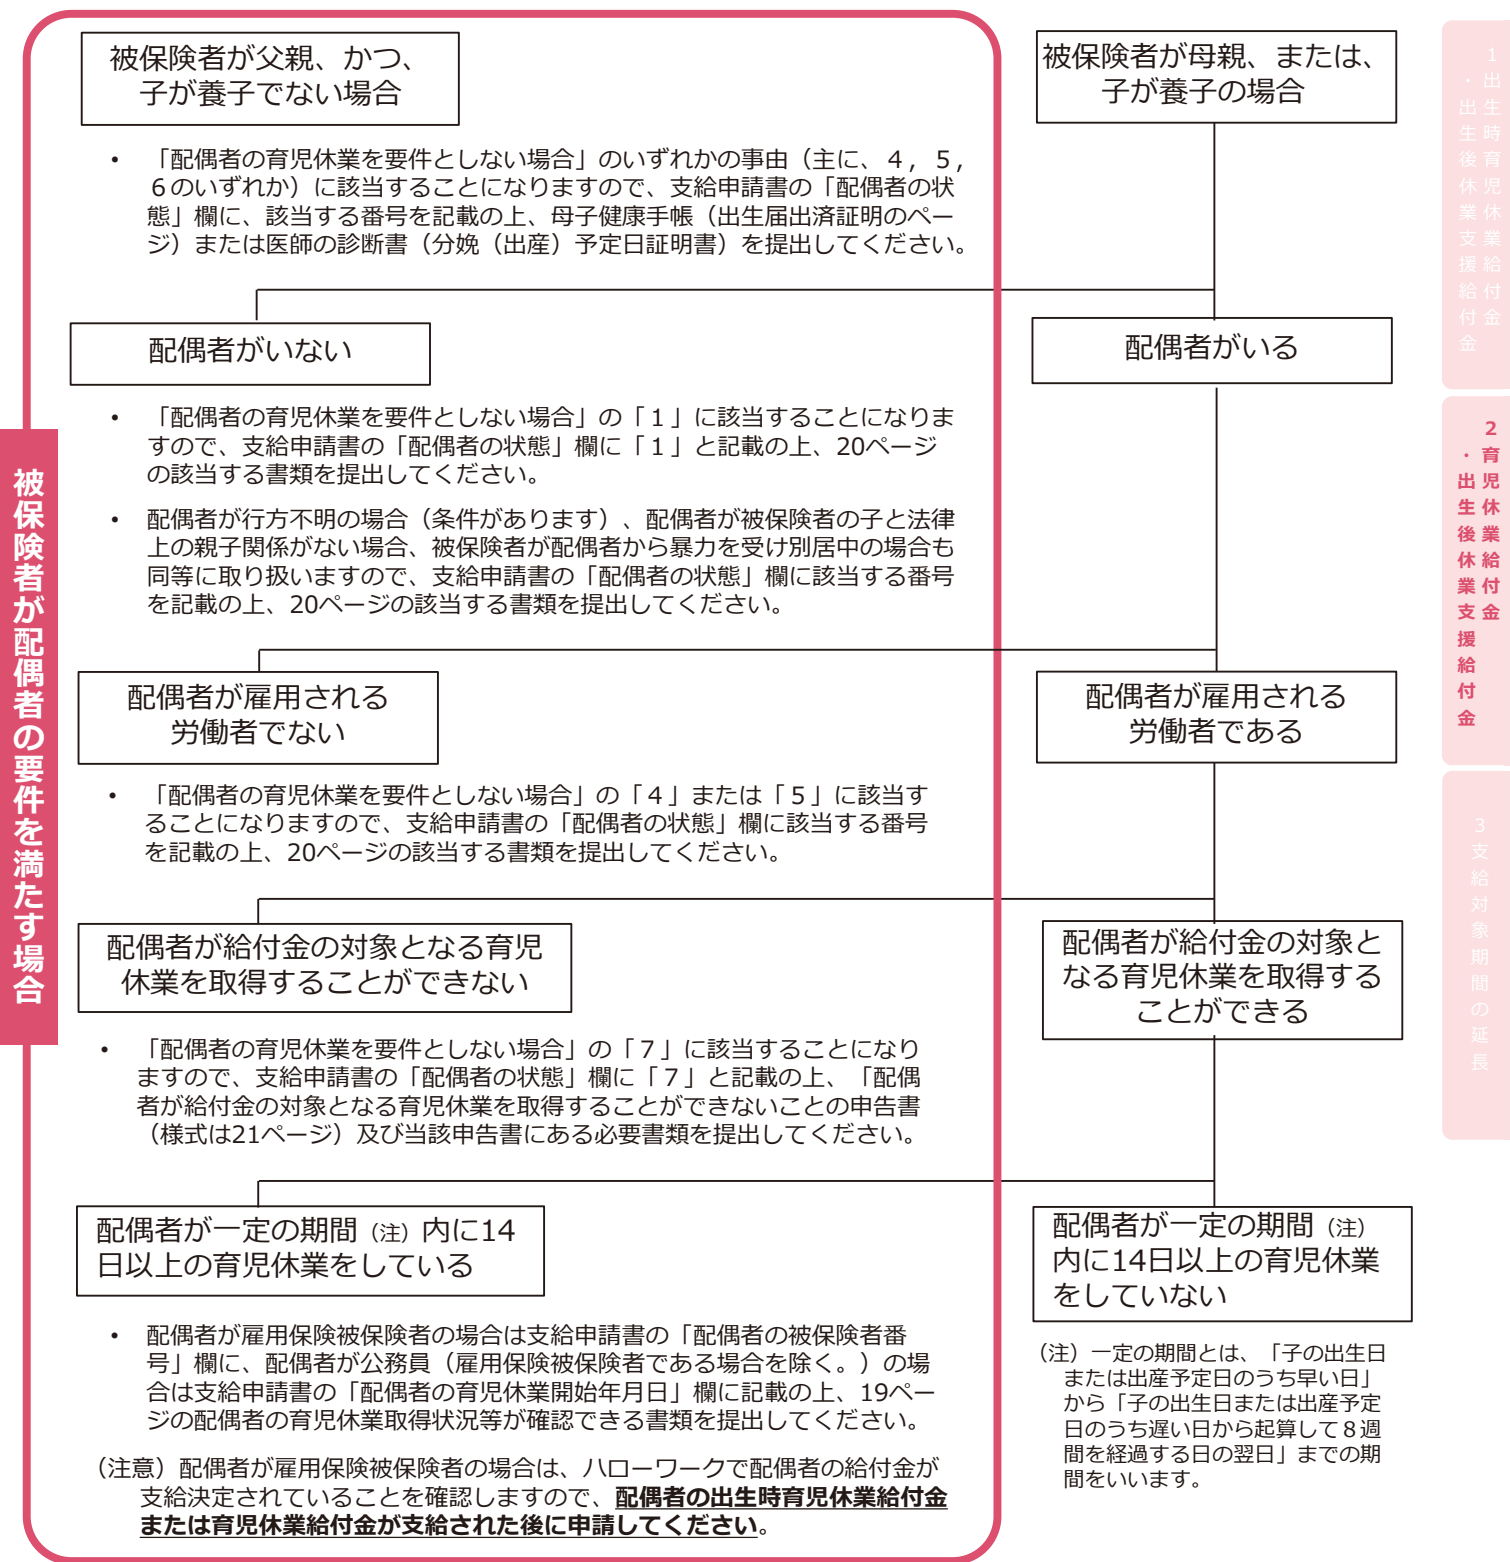 被保険者が父親、かつ、
子が養子でない場合
被保険者が母親、または、
子が養子の場合
• 「配偶者の育児休業を要件としない場合」のいずれかの事由（主に、４，５，
６のいずれか）に該当することになりますので、支給申請書の「配偶者の状
態」欄に、該当する番号を記載の上、母子健康手帳（出生届出済証明のペー
ジ）または医師の診断書（分娩（出産）予定日証明書）を提出してください。
配偶者がいない
配偶者がいる
• 「配偶者の育児休業を要件としない場合」の「１」に該当することになりま
すので、支給申請書の「配偶者の状態」欄に「１」と記載の上、20ページ
の該当する書類を提出してください。
• 配偶者が行方不明の場合（条件があります）、配偶者が被保険者の子と法律
上の親子関係がない場合、被保険者が配偶者から暴力を受け別居中の場合も
同等に取り扱いますので、支給申請書の「配偶者の状態」欄に該当する番号
を記載の上、20ページの該当する書類を提出してください。
配偶者が雇用される
労働者でない
配偶者が雇用される
労働者である
• 「配偶者の育児休業を要件としない場合」の「４」または「５」に該当す
ることになりますので、支給申請書の「配偶者の状態」欄に該当する番号
を記載の上、20ページの該当する書類を提出してください。
配偶者が給付金の対象となる育児
休業を取得することができない
配偶者が給付金の対象と
なる育児休業を取得する
ことができる
• 「配偶者の育児休業を要件としない場合」の「７」に該当することになり
ますので、支給申請書の「配偶者の状態」欄に「７」と記載の上、「配偶
者が給付金の対象となる育児休業を取得することができないことの申告書
（様式は21ページ）及び当該申告書にある必要書類を提出してください。
配偶者が一定の期間（注）内に14
日以上の育児休業をしている
配偶者が一定の期間（注）
内に14日以上の育児休業
をしていない
• 配偶者が雇用保険被保険者の場合は支給申請書の「配偶者の被保険者番
号」欄に、配偶者が公務員（雇用保険被保険者である場合を除く。）の場
合は支給申請書の「配偶者の育児休業開始年月日」欄に記載の上、19ペー
ジの配偶者の育児休業取得状況等が確認できる書類を提出してください。
（注意）配偶者が雇用保険被保険者の場合は、ハローワークで配偶者の給付金が
支給決定されていることを確認しますので、配偶者の出生時育児休業給付金
または育児休業給付金が支給された後に申請してください。
（注）一定の期間とは、「子の出生日
または出産予定日のうち早い日」
から「子の出生日または出産予定
日のうち遅い日から起算して８週
間を経過する日の翌日」までの期
間をいいます。
被保険者が配偶者の要件を満たす場合
1出生時育児休業給付金
・出生後休業支援給付金
2育児休業給付金
・出生後休業支援給付金
3支給対象期間の延長